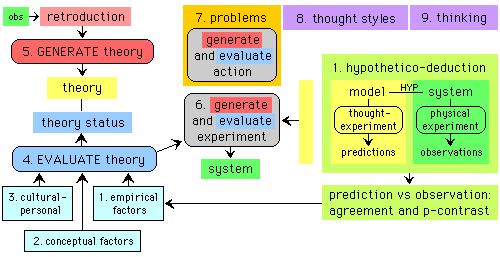 obs
retroduction
5. GENERATE theory
theory
theory status
4. EVALUATE theory
3. cultural-
personal
1. empirical
factors
2. conceptual factors
7. problems
generate
and evaluate
action
6. generate
and evaluate
experiment
system
8. thought styles
9. thinking
1. hypothetico-deduction
model
HYP
system
thought-
experiment
physical
experiment
predictions
observations
prediction vs observation:
agreement and p-contrast